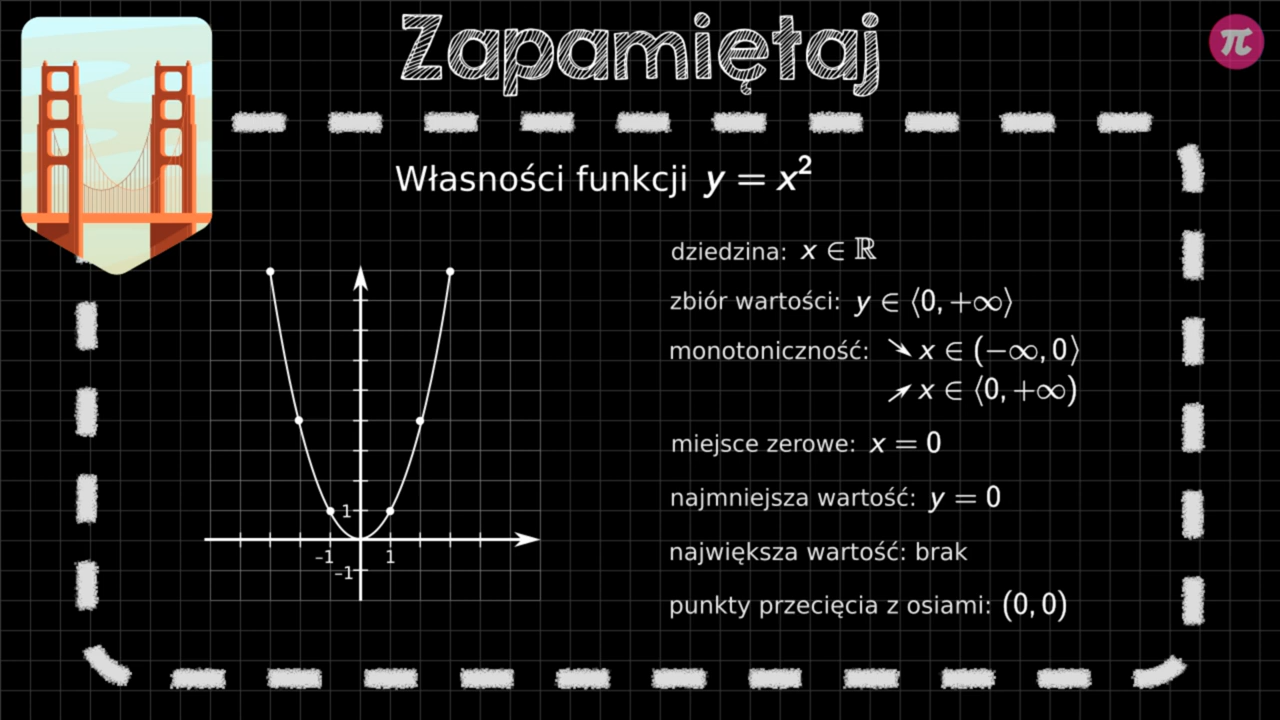 Zapamiętaj
π
Własności funkcji y = x²
dziedzina: x ∈ ℝ
zbiór wartości: y ∈ ⟨0, +∞⟩
monotoniczność: ↘ x ∈ (−∞, 0⟩
↗ x ∈ ⟨0, +∞)
miejsce zerowe: x = 0
najmniejsza wartość: y = 0
największa wartość: brak
punkty przecięcia z osiami: (0, 0)
1
−1 1
−1